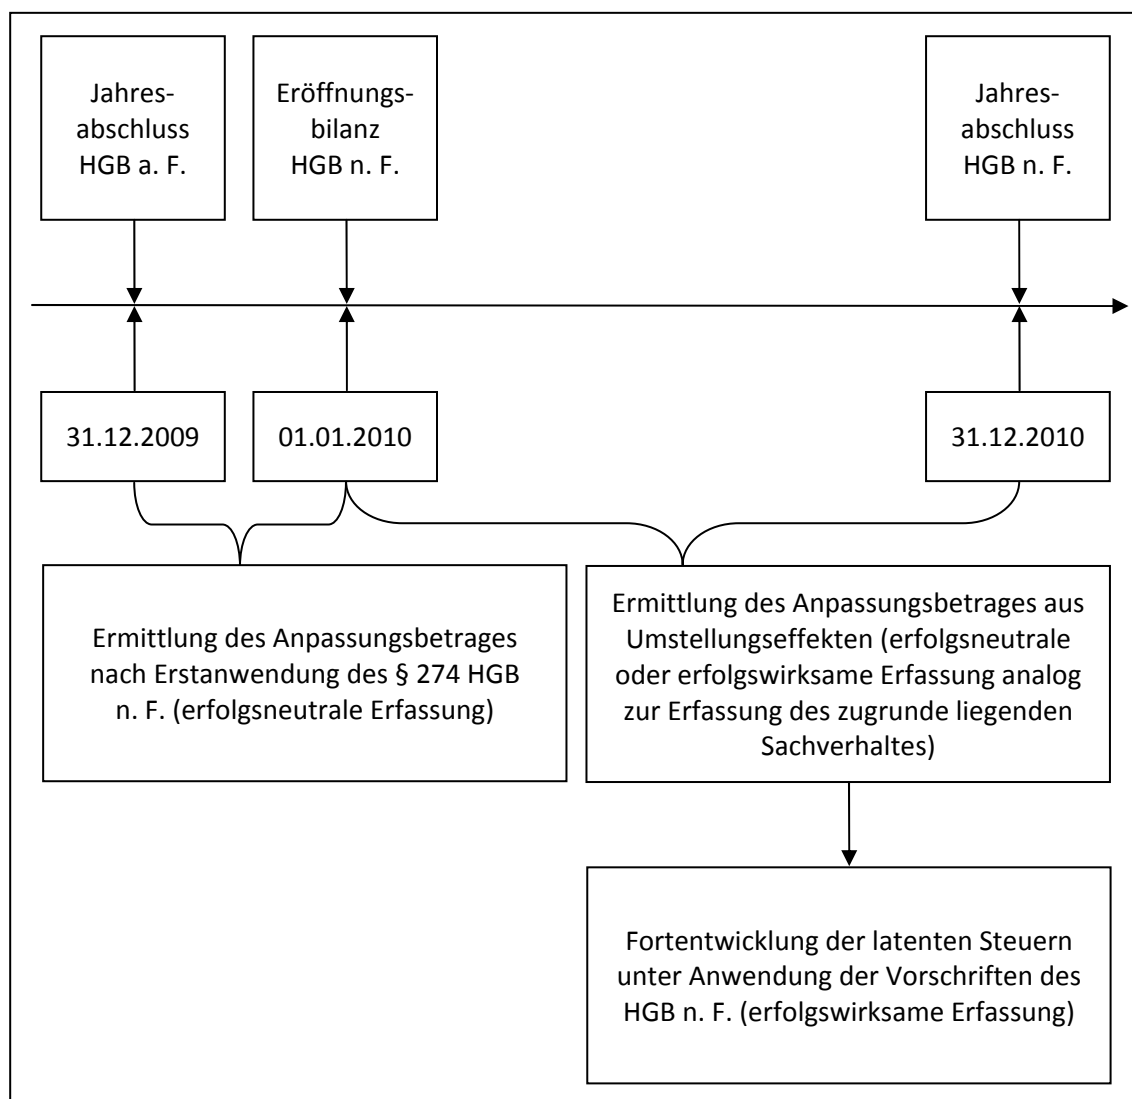 Jahres-
abschluss
HGB a. F.
Eröffnungs-
bilanz
HGB n. F.
Jahres-
abschluss
HGB n. F.
31.12.2009
01.01.2010
31.12.2010
Ermittlung des Anpassungsbetrages
nach Erstanwendung des § 274 HGB
n. F. (erfolgsneutrale Erfassung)
Ermittlung des Anpassungsbetrages aus
Umstellungseffekten (erfolgsneutrale
oder erfolgswirksame Erfassung analog
zur Erfassung des zugrunde liegenden
Sachverhaltes)
Fortentwicklung der latenten Steuern
unter Anwendung der Vorschriften des
HGB n. F. (erfolgswirksame Erfassung)